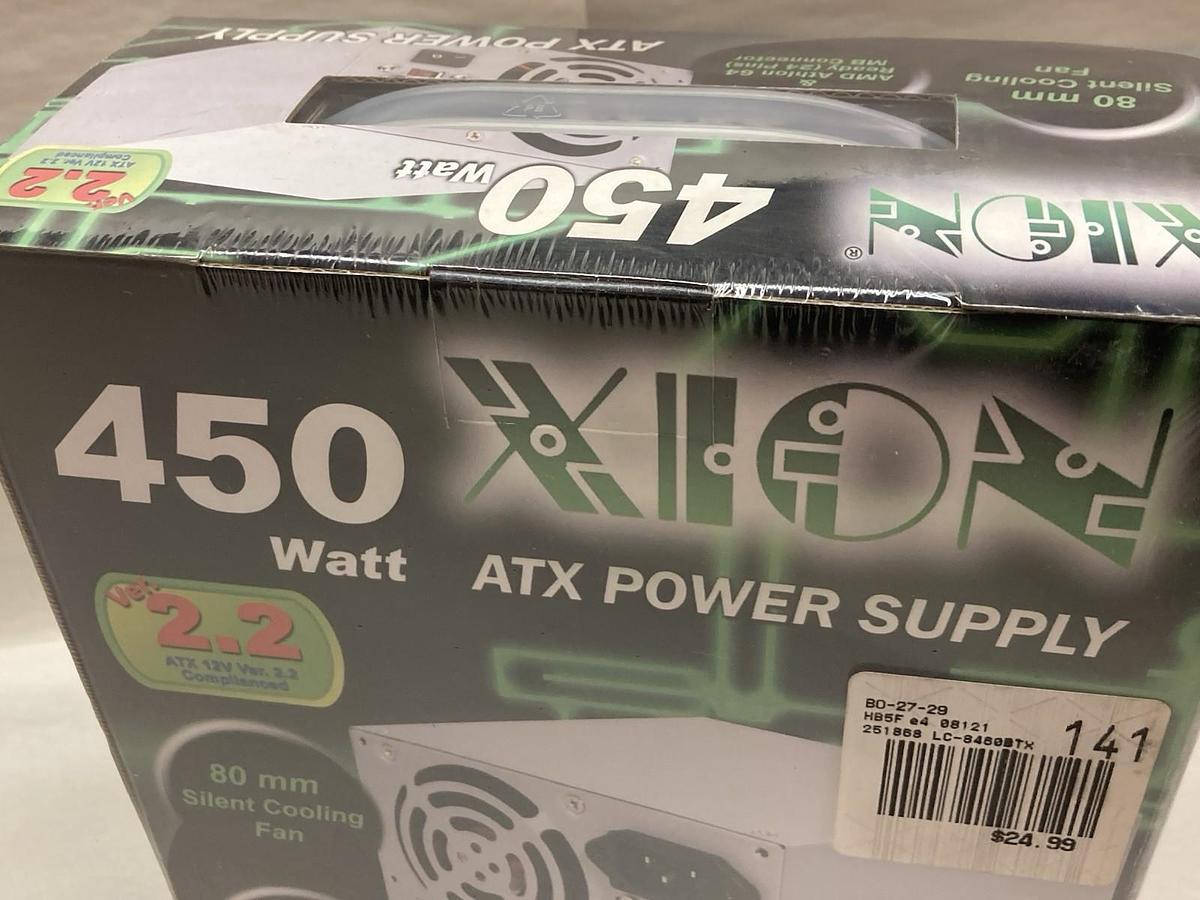 ATX POWER SUPPLY
80 mm
Silent Cooling
Fan
&
AMD Athlon 64
Ready (24 Pins)
MB Connector
PE
Ver.
2.2
ATX 12V Ver. 2.2
Complianced
450
Watt
XION®
450
Watt
XION
ATX POWER SUPPLY
Ver.
2.2
ATX 12V Ver. 2.2
Complianced
80 mm
Silent Cooling
Fan
BO-27-29
HB5F e4 08121
251868 LC-8460BTX
141
$24.99